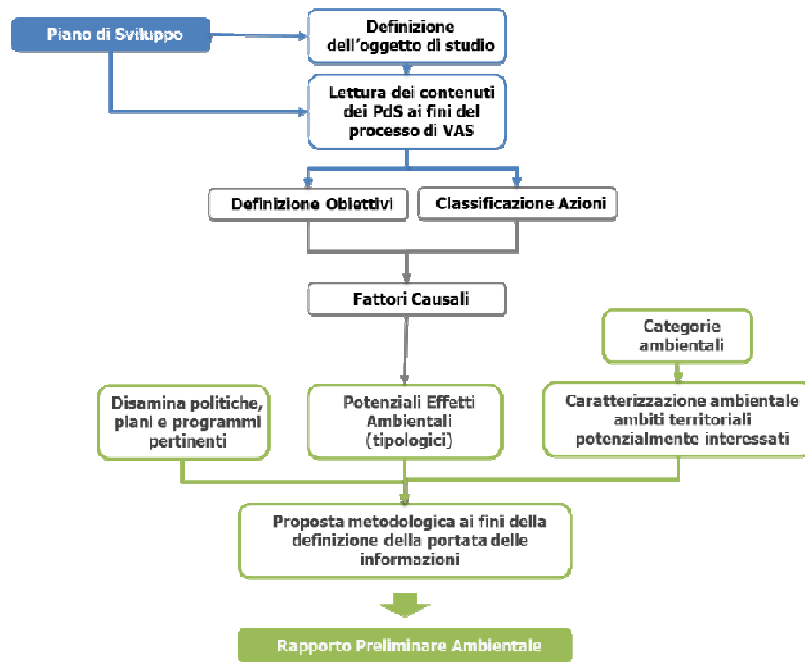 Piano di Sviluppo
Definizione
dell'oggetto di studio
Lettura dei contenuti
dei PdS ai fini del
processo di VAS
Definizione Obiettivi
Classificazione Azioni
Fattori Causali
Categorie
ambientali
Disamina politiche,
piani e programmi
pertinenti
Potenziali Effetti
Ambientali
(tipologici)
Caratterizzazione ambientale
ambiti territoriali
potenzialmente interessati
Proposta metodologica ai fini della
definizione della portata delle
informazioni
Rapporto Preliminare Ambientale